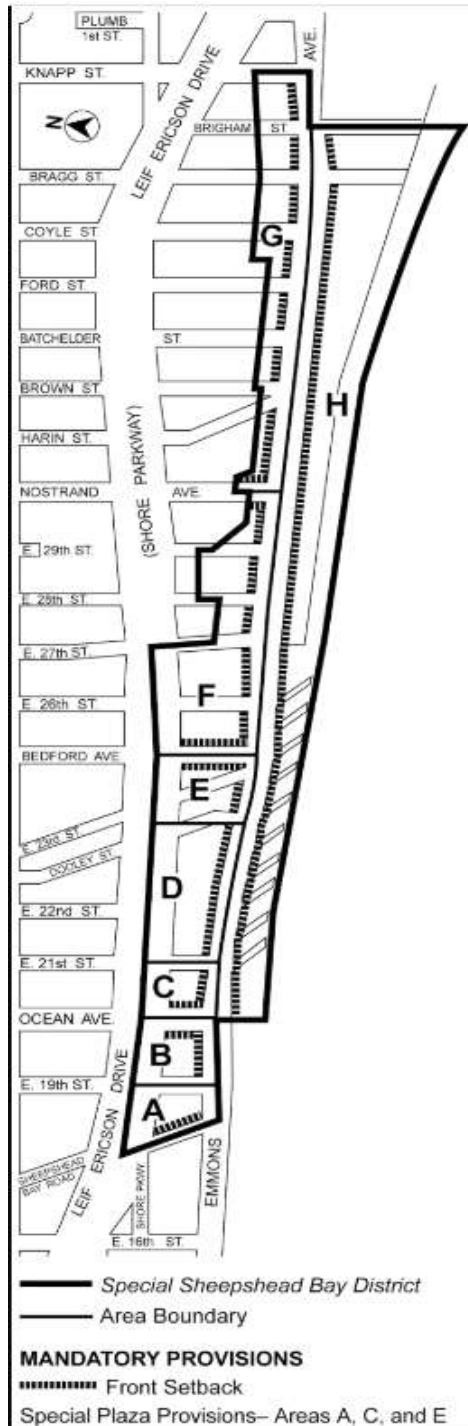 PLUMB
1st ST.
KNAPP ST.
AVE.
LEIF ERICSON DRIVE
N
BRIGHAM ST.
BRAGG ST.
COYLE ST.
G
FORD ST.
BATCHELDER ST.
BROWN ST.
H
HARIN ST.
(SHORE PARKWAY)
NOSTRAND AVE.
E. 29th ST.
E. 28th ST.
E. 27th ST.
F
E. 26th ST.
BEDFORD AVE
E
E. 23rd ST.
DOOLEY ST.
D
E. 22nd ST.
E. 21st ST.
C
OCEAN AVE.
B
E. 19th ST.
A
LEIF ERICSON DRIVE
SHEEPSHEAD
BAY ROAD
SHORE PKWY
EMMONS
E. 16th ST.
Special Sheepshead Bay District
Area Boundary
MANDATORY PROVISIONS
Front Setback
Special Plaza Provisions– Areas A, C, and E